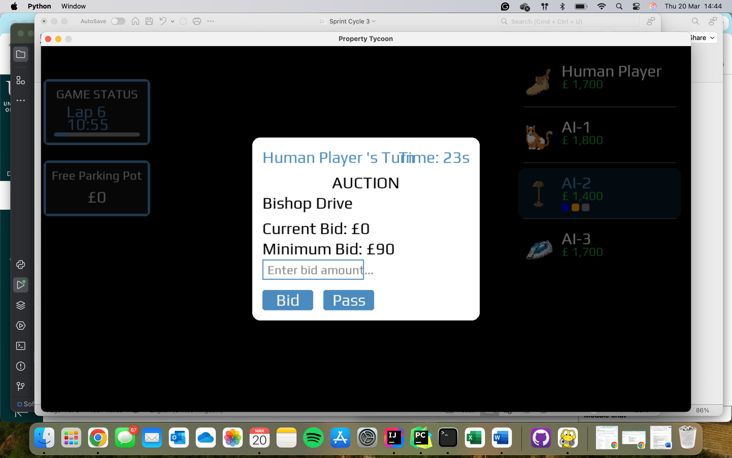 Python Window
Thu 20 Mar 14:44
AutoSave
Sprint Cycle 3
Search (Cmd + Ctrl + U)
Property Tycoon
Share
GAME STATUS
Lap 6
10:55
Free Parking Pot
£0
Human Player 's Turn
Time: 23s
AUCTION
Bishop Drive
Current Bid: £0
Minimum Bid: £90
Enter bid amount...
Bid
Pass
Human Player
£ 1,700
AI-1
£ 1,800
AI-2
£ 1,400
AI-3
£ 1,700
86%
MAR
20
67